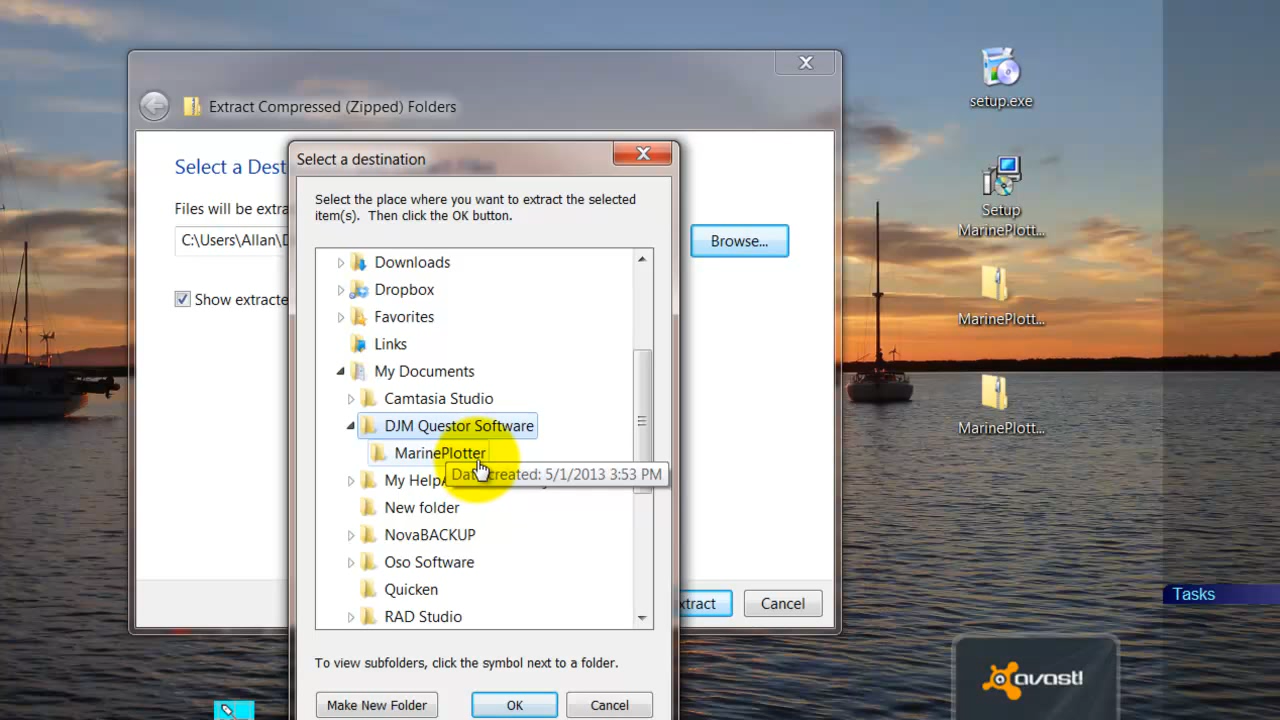 Extract Compressed (Zipped) Folders
Select a Dest
Files will be extra
C:\Users\Allan\D
Browse...
Show extracte
xtract
Cancel
Select a destination
Select the place where you want to extract the selected
item(s). Then click the OK button.
Downloads
Dropbox
Favorites
Links
My Documents
Camtasia Studio
DJM Questor Software
MarinePlotter
Date created: 5/1/2013 3:53 PM
My Help
New folder
NovaBACKUP
Oso Software
Quicken
RAD Studio
To view subfolders, click the symbol next to a folder.
Make New Folder
OK
Cancel
setup.exe
Setup
MarinePlott...
MarinePlott...
MarinePlott...
Tasks
avast!